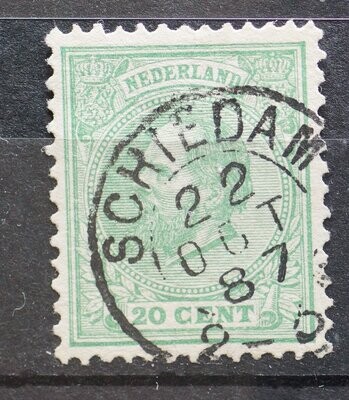 NEDERLAND
SCHIEDAM
22
OCT
87
20 CENT